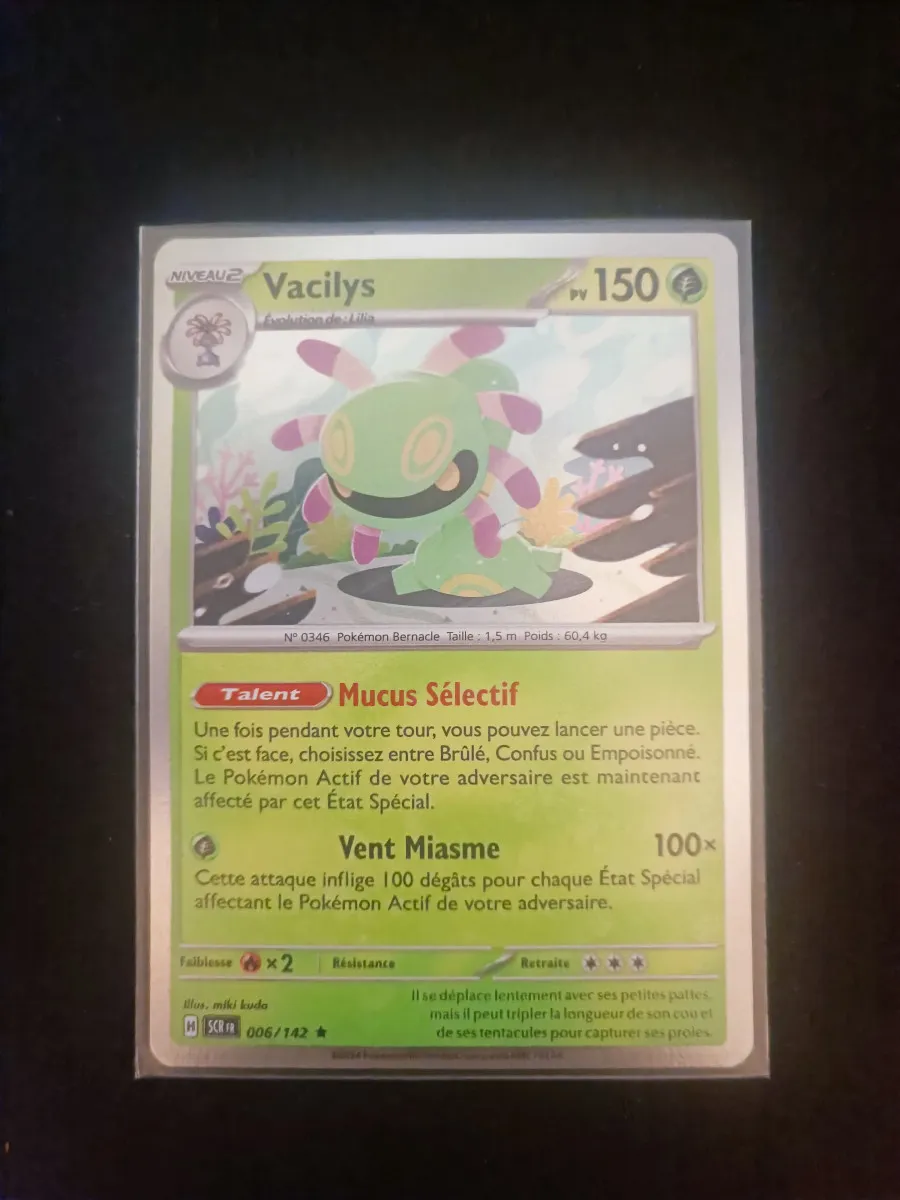 NIVEAU 2
Vacilys
PV 150
Évolution de : Lilia
N° 0346 Pokémon Bernacle Taille : 1,5 m Poids : 60,4 kg
Talent Mucus Sélectif
Une fois pendant votre tour, vous pouvez lancer une pièce.
Si c'est face, choisissez entre Brûlé, Confus ou Empoisonné.
Le Pokémon Actif de votre adversaire est maintenant
affecté par cet État Spécial.
Vent Miasme 100×
Cette attaque inflige 100 dégâts pour chaque État Spécial
affectant le Pokémon Actif de votre adversaire.
Faiblesse ×2 Résistance Retraite
Il se déplace lentement avec ses petites pattes,
mais il peut tripler la longueur de son cou et
de ses tentacules pour capturer ses proies.
Illus. miki kudo
H SCR FR 006/142 ★